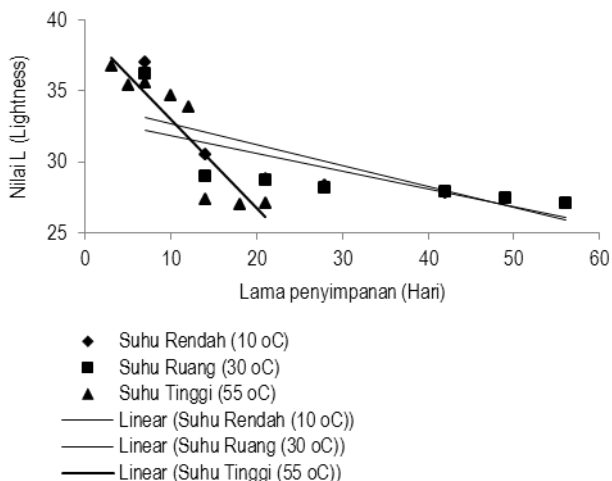 40
35
30
25
Nilai L (Lightness)
0 10 20 30 40 50 60
Lama penyimpanan (Hari)
Suhu Rendah (10 oC)
Suhu Ruang (30 oC)
Suhu Tinggi (55 oC)
Linear (Suhu Rendah (10 oC))
Linear (Suhu Ruang (30 oC))
Linear (Suhu Tinggi (55 oC))